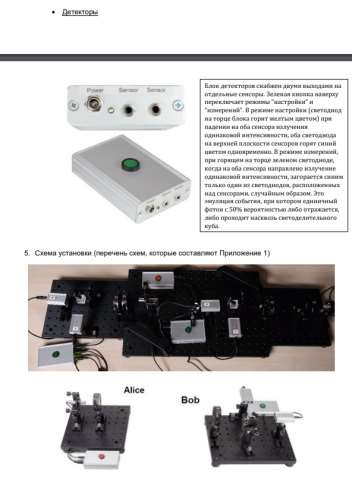 • Детекторы
Power Sensor Sensor
Блок детекторов снабжен двумя выходами на
отдельные сенсоры. Зеленая кнопка наверху
переключает режимы "настройки" и
"измерений". В режиме настройки (светодиод
на торце блока горит желтым цветом) при
падении на оба сенсора излучения
одинаковой интенсивности, оба светодиода
на верхней плоскости сенсоров горят синий
цветом одновременно. В режиме измерений,
при горящем на торце зеленом светодиоде,
когда на оба сенсора направлено излучение
одинаковой интенсивности, загорается синим
только один из светодиодов, расположенных
над сенсорами, случайным образом. Это
эмуляция события, при котором единичный
фотон с 50% вероятностью либо отражается,
либо проходит насквозь светоделительного
куба.
5. Схема установки (перечень схем, которые составляют Приложение 1)
Alice
Bob